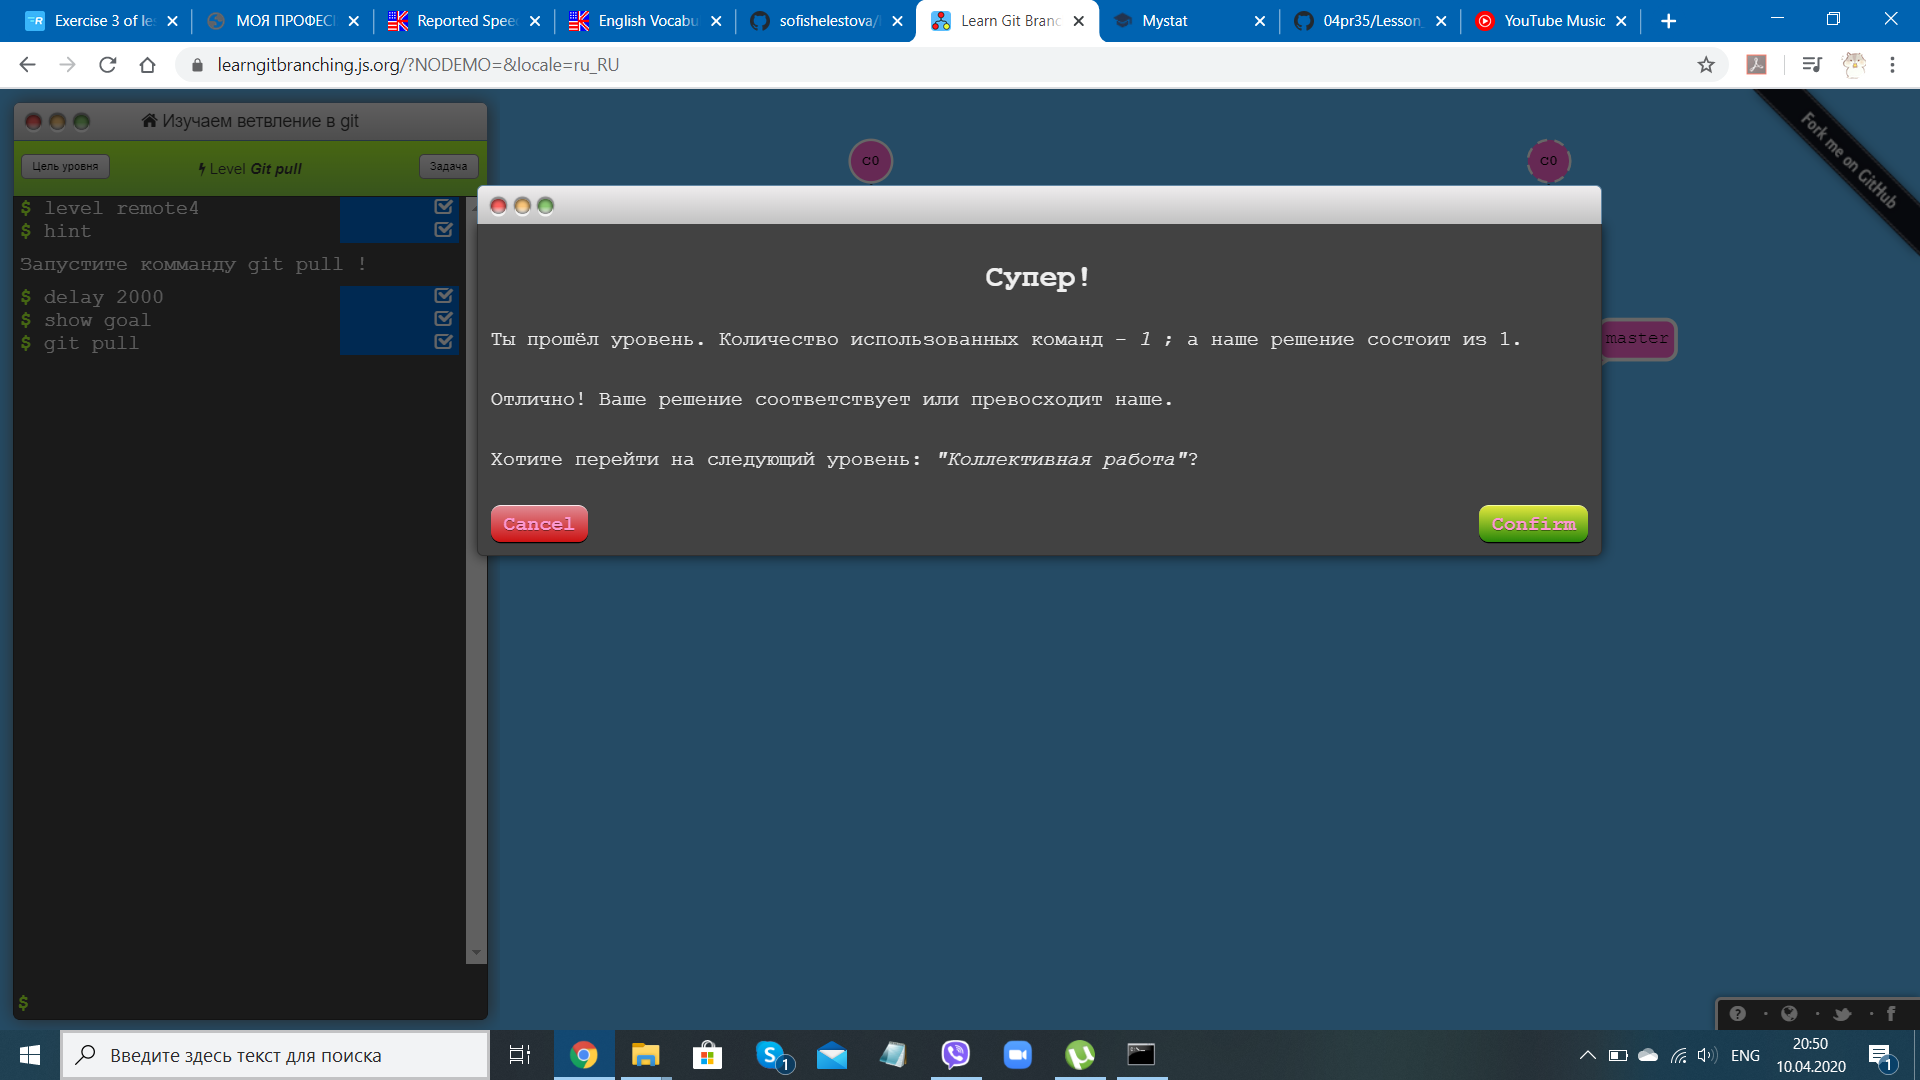 Exercise 3 of le
МОЯ ПРОФЕС
Reported Spee
English Vocabu
sofishelestova/
Learn Git Branc
Mystat
04pr35/Lesson_
YouTube Music
learngitbranching.js.org/?NODEMO=&locale=ru_RU
Изучаем ветвление в git
Цель уровня
Level Git pull
Задача
$ level remote4
$ hint
Запустите комманду git pull !
$ delay 2000
$ show goal
$ git pull
$
C0
C0
master
Fork me on GitHub
Супер!
Ты прошёл уровень. Количество использованных команд – 1 ; а наше решение состоит из 1.
Отлично! Ваше решение соответствует или превосходит наше.
Хотите перейти на следующий уровень: "Коллективная работа"?
Cancel
Confirm
Введите здесь текст для поиска
1
ENG
20:50
10.04.2020
1